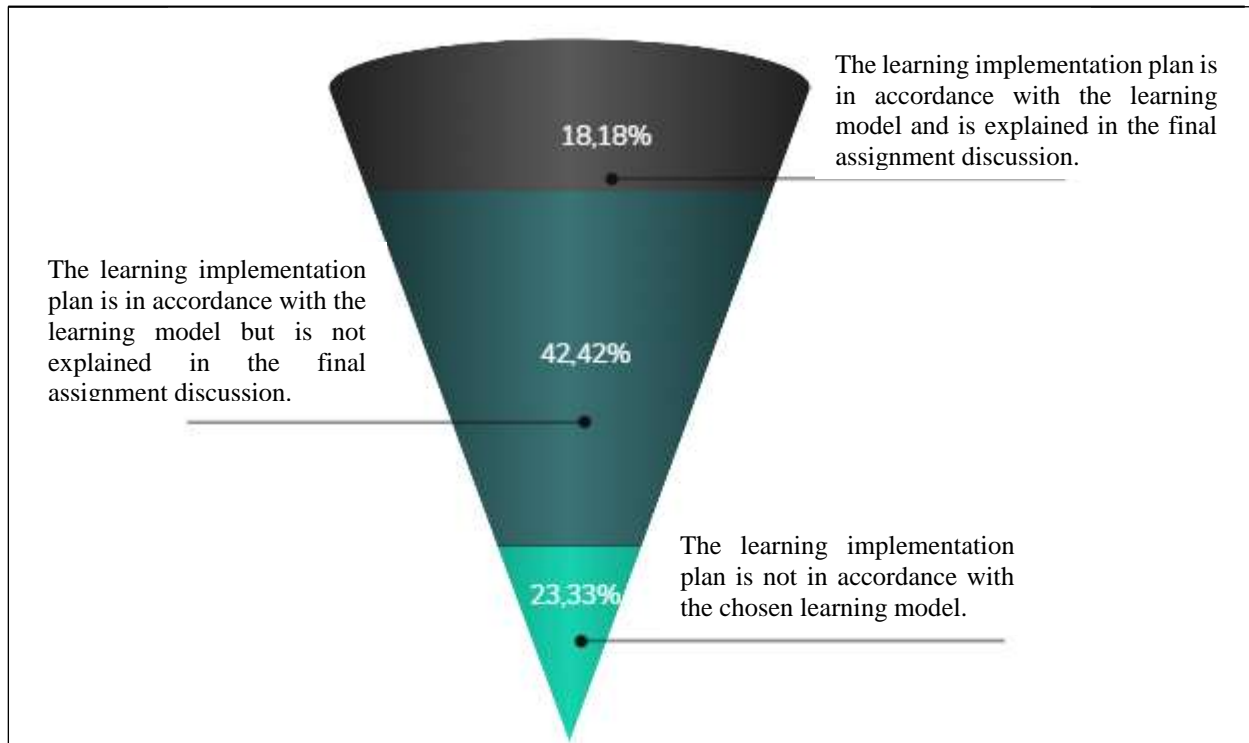 The learning implementation plan is
in accordance with the learning
model and is explained in the final
assignment discussion.
18,18%
The learning implementation
plan is in accordance with the
learning model but is not
explained in the final
assignment discussion.
42,42%
The learning implementation
plan is not in accordance with
the chosen learning model.
23,33%